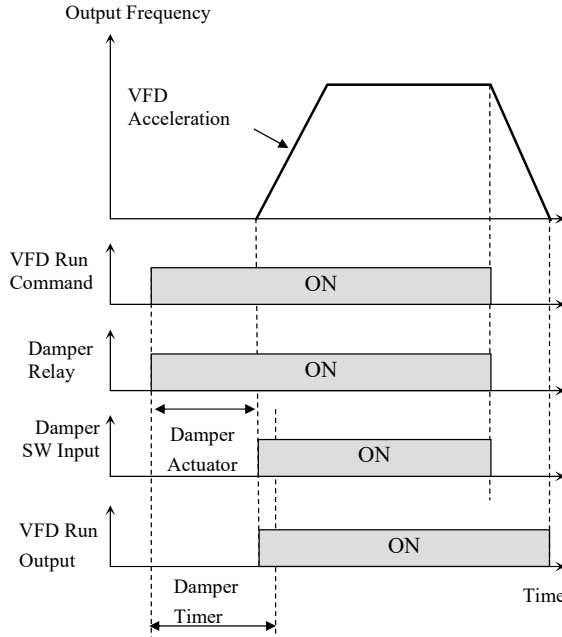 Output Frequency
VFD
Acceleration
VFD Run
Command
ON
Damper
Relay
ON
Damper
SW Input
Damper
Actuator
ON
VFD Run
Output
ON
Damper
Timer
Time